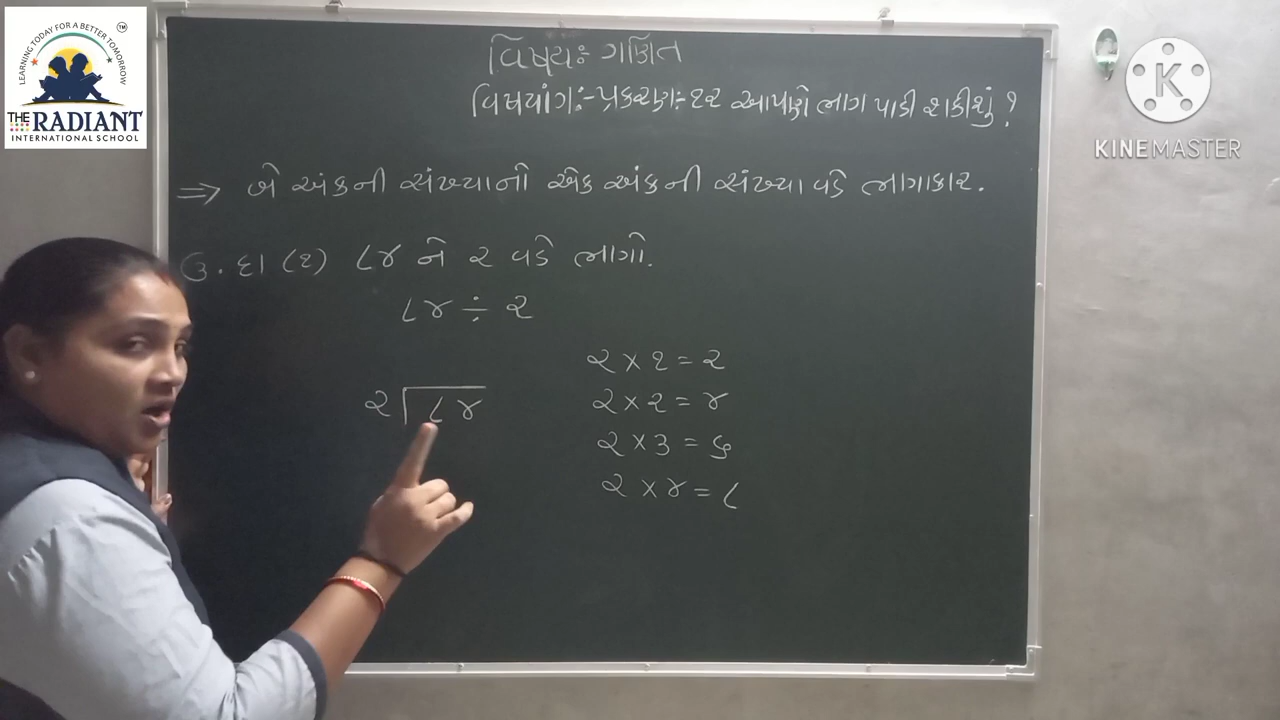 LEARNING TODAY FOR A BETTER TOMORROW
TM
THE RADIANT
INTERNATIONAL SCHOOL
KINEMASTER
વિષયઃ ગણિત
વિષયાંગઃ-પ્રકરણઃ-૧૨ આપણે ભાગ પાડી શકીશું ?
⇒ બે અંકની સંખ્યાનો એક અંકની સંખ્યા વડે ભાગાકાર.
ઉ.દા (૧) ૮૪ ને ૨ વડે ભાગો.
૮૪ ÷ ૨
૨ × ૧ = ૨
૨ ૮૪
૨ × ૨ = ૪
૨ × ૩ = ૬
૨ × ૪ = ૮